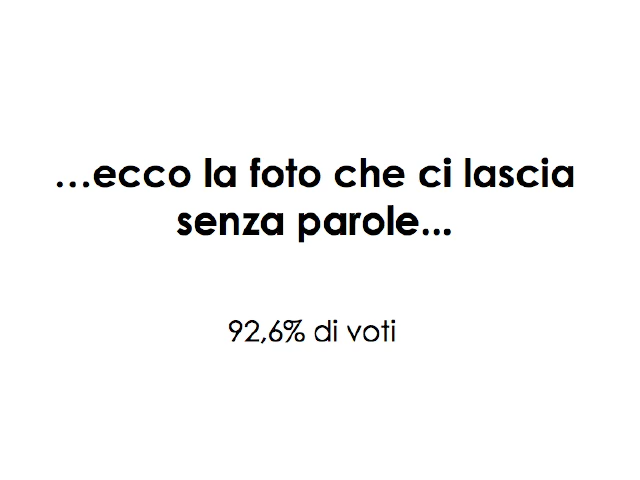 ...ecco la foto che ci lascia
senza parole...
92,6% di voti